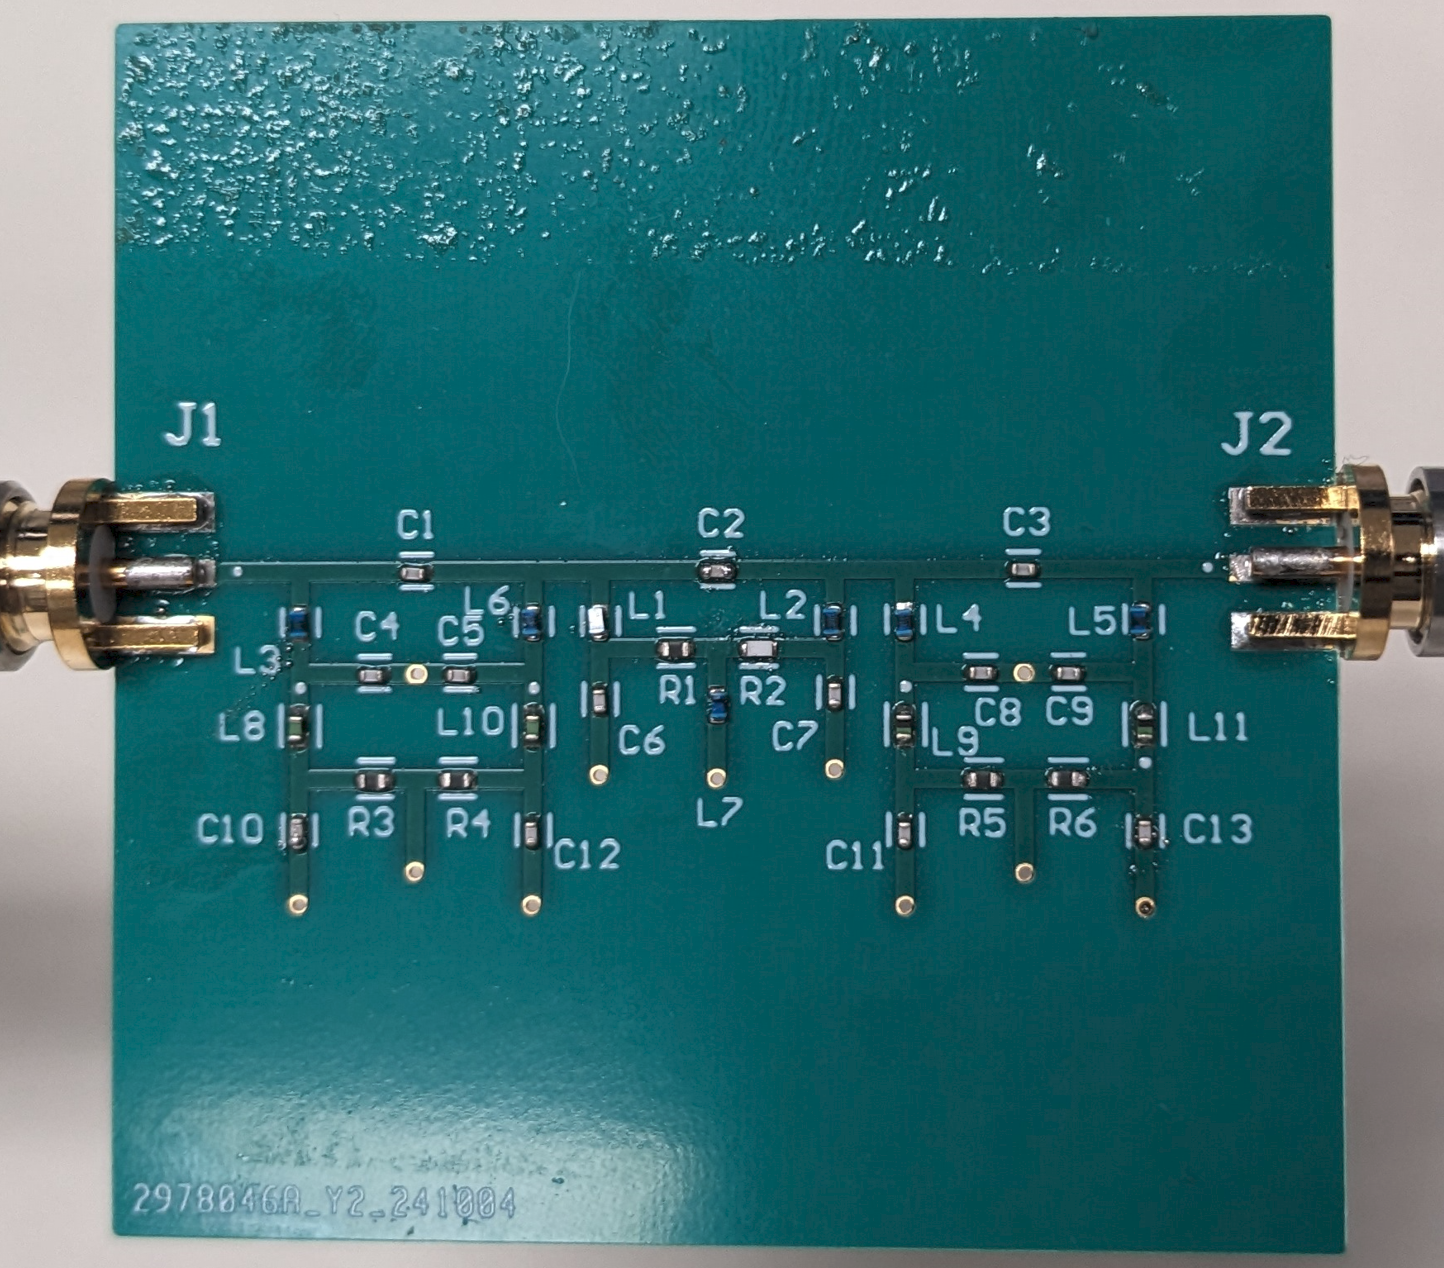 J1
J2
C1 C2 C3
L6 L1 L2 L4 L5
C4 C5
L3
R1 R2 C8 C9
L8 L10 C6 C7 L9 L11
L7
R3 R4 R5 R6
C10 C12 C11 C13
2978046A_Y2_241004